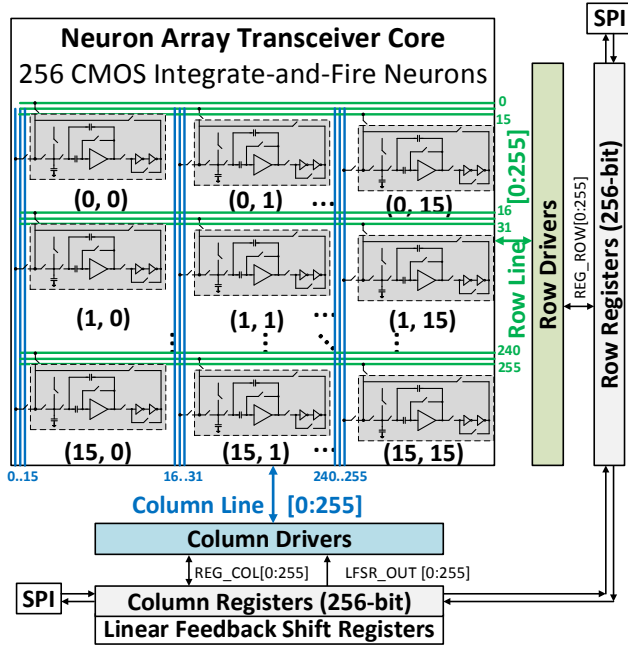 SPI
Neuron Array Transceiver Core
256 CMOS Integrate-and-Fire Neurons
0
15
(0, 0)
(0, 1)
...
(0, 15)
16
31
(1, 0)
(1, 1)
...
(1, 15)
240
255
(15, 0)
(15, 1)
...
(15, 15)
Row Line [0:255]
Row Drivers
REG_ROW[0:255]
Row Registers (256-bit)
0..15
16..31
240..255
Column Line [0:255]
Column Drivers
REG_COL[0:255]
LFSR_OUT [0:255]
SPI
Column Registers (256-bit)
Linear Feedback Shift Registers